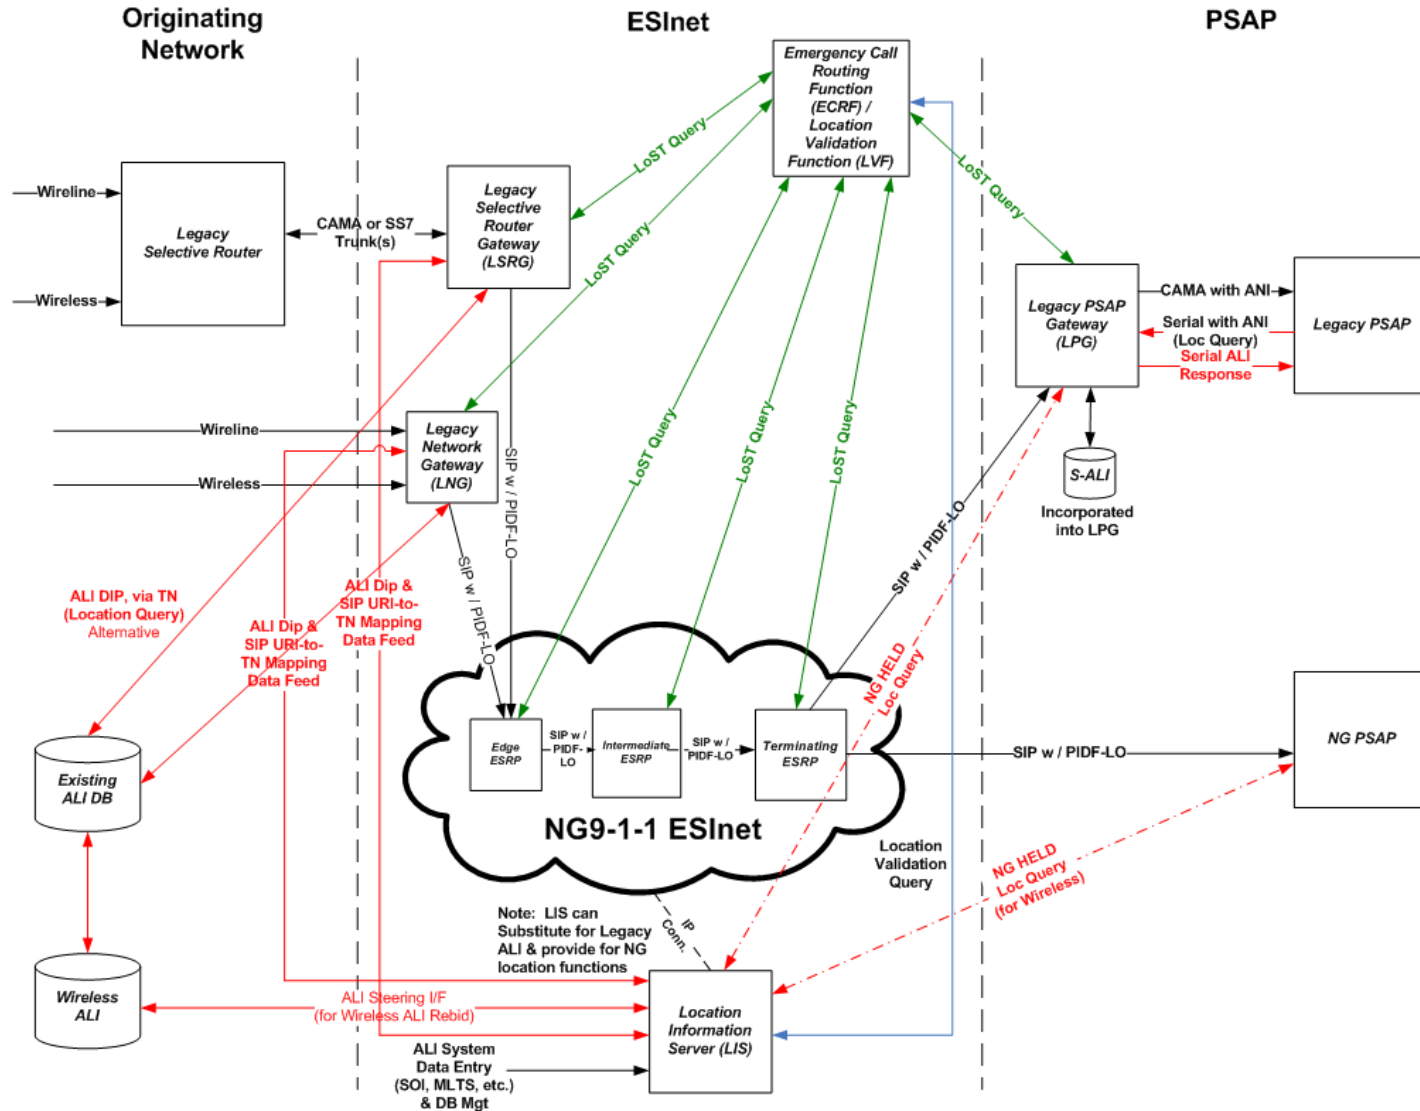 Originating
Network
ESInet
PSAP
Emergency Call
Routing
Function
(ECRF) /
Location
Validation
Function (LVF)
LoST Query
LoST Query
LoST Query
Wireline
Wireless
Legacy
Selective Router
CAMA or SS7
Trunk(s)
Legacy
Selective
Router
Gateway
(LSRG)
Legacy PSAP
Gateway
(LPG)
CAMA with ANI
Serial with ANI
(Loc Query)
Serial ALI
Response
Legacy PSAP
Wireline
Wireless
Legacy
Network
Gateway
(LNG)
SIP w / PIDF-LO
SIP w / PIDF-LO
LoST Query
LoST Query
LoST Query
S-ALI
Incorporated
into LPG
SIP w / PIDF-LO
ALI DIP, via TN
(Location Query)
Alternative
ALI Dip &
SIP URI-to-
TN Mapping
Data Feed
ALI Dip &
SIP URI-to-
TN Mapping
Data Feed
NG HELD
Loc Query
Edge
ESRP
SIP w /
PIDF-
LO
Intermediate
ESRP
SIP w /
PIDF-LO
Terminating
ESRP
SIP w / PIDF-LO
NG PSAP
Existing
ALI DB
NG9-1-1 ESInet
Location
Validation
Query
NG HELD
Loc Query
(for Wireless)
Note: LIS can
Substitute for Legacy
ALI & provide for NG
location functions
IP
Conn.
Wireless
ALI
ALI Steering I/F
(for Wireless ALI Rebid)
Location
Information
Server (LIS)
ALI System
Data Entry
(SOI, MLTS, etc.)
& DB Mgt